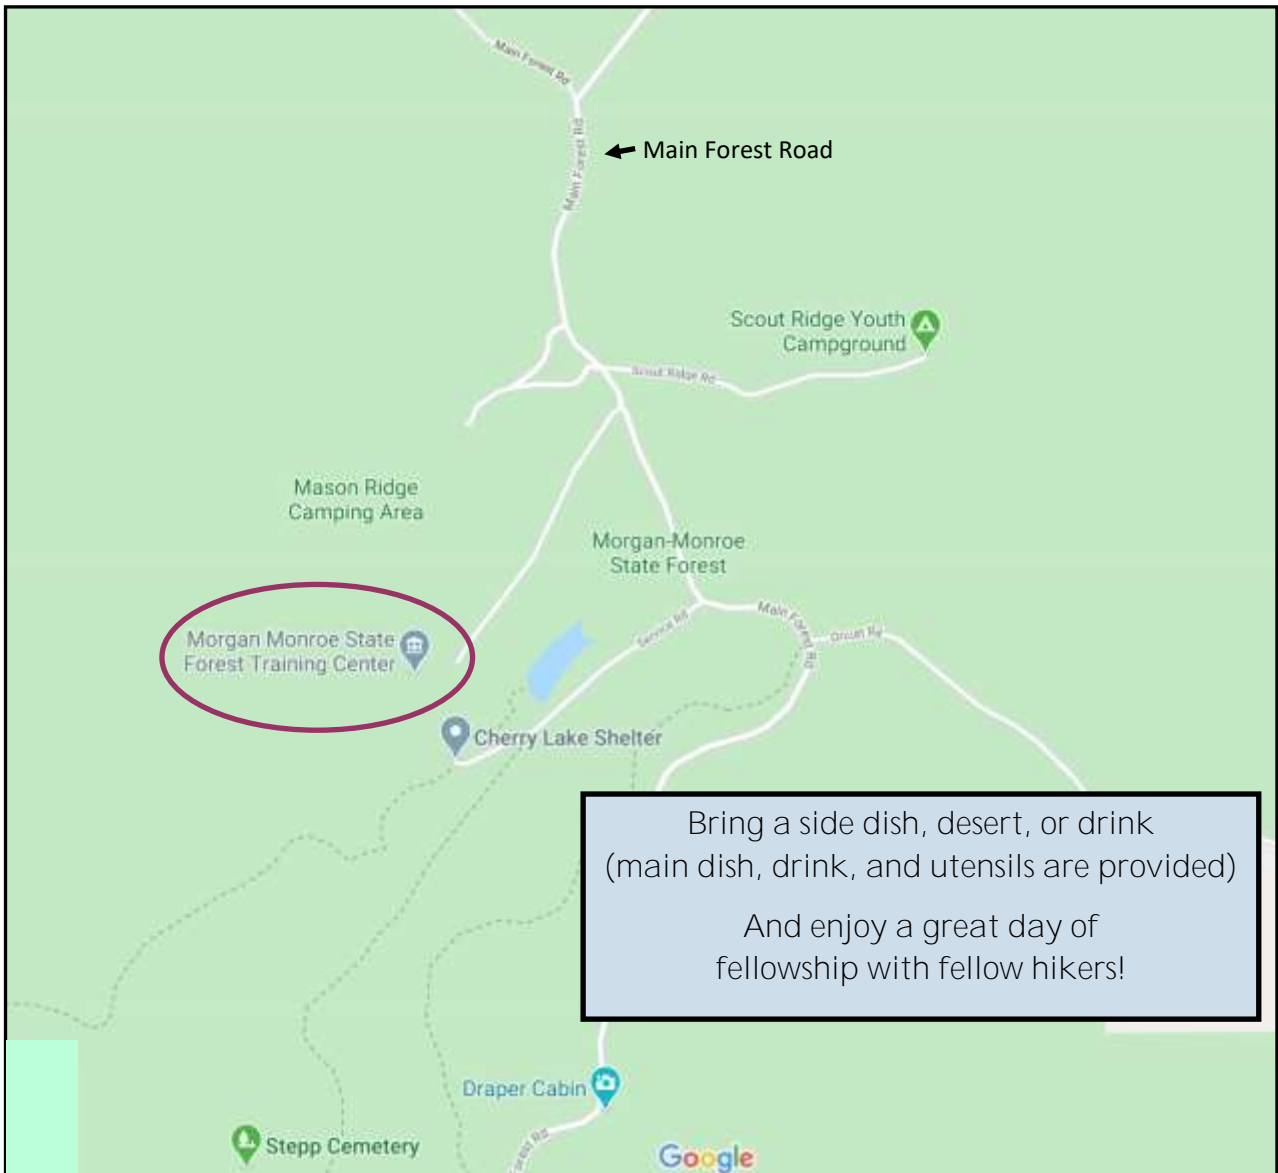 Main Forest Rd
Main Forest Road
Main Forest Rd
Scout Ridge Youth
Campground
Scout Ridge Rd
Mason Ridge
Camping Area
Morgan-Monroe
State Forest
Main Forest Rd
Service Rd
Morgan Monroe State
Forest Training Center
Cherry Lake Shelter
Bring a side dish, desert, or drink
(main dish, drink, and utensils are provided)
And enjoy a great day of
fellowship with fellow hikers!
Draper Cabin
Stepp Cemetery
Rd
Google